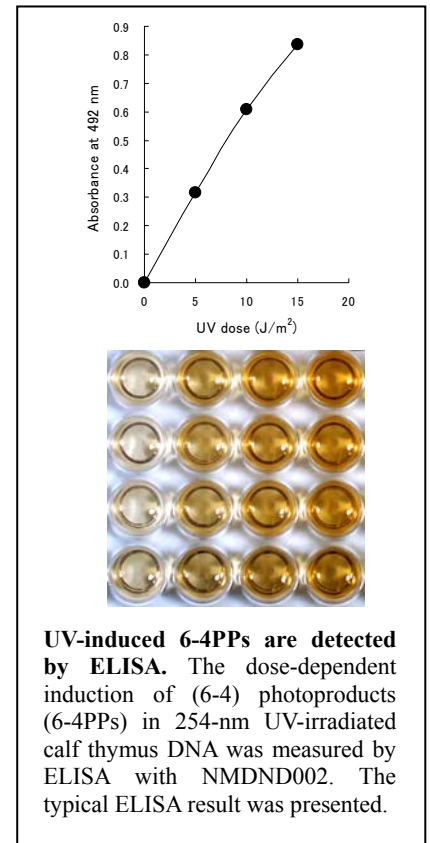 0.9
0.8
0.7
0.6
0.5
0.4
0.3
0.2
0.1
0.0
Absorbance at 492 nm
0 5 10 15 20
UV dose (J/m²)
UV-induced 6-4PPs are detected
by ELISA. The dose-dependent
induction of (6-4) photoproducts
(6-4PPs) in 254-nm UV-irradiated
calf thymus DNA was measured by
ELISA with NMDND002. The
typical ELISA result was presented.